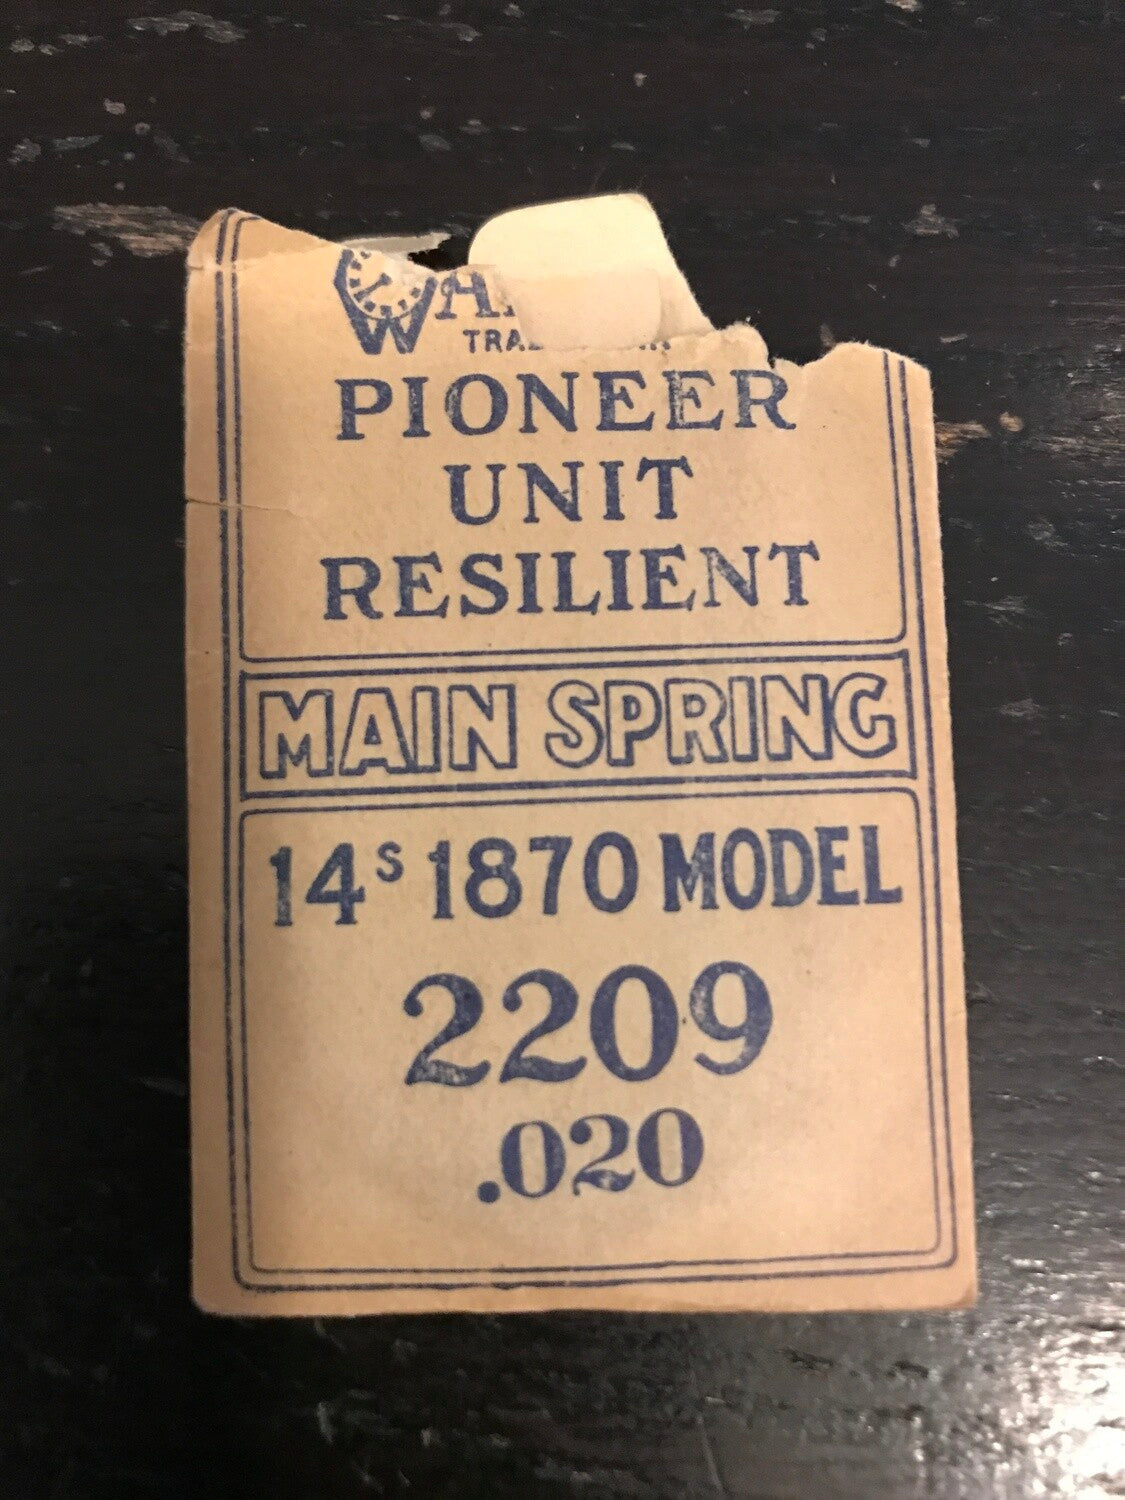 PIONEER
UNIT
RESILIENT
MAIN SPRING
14s 1870 MODEL
2209
.020